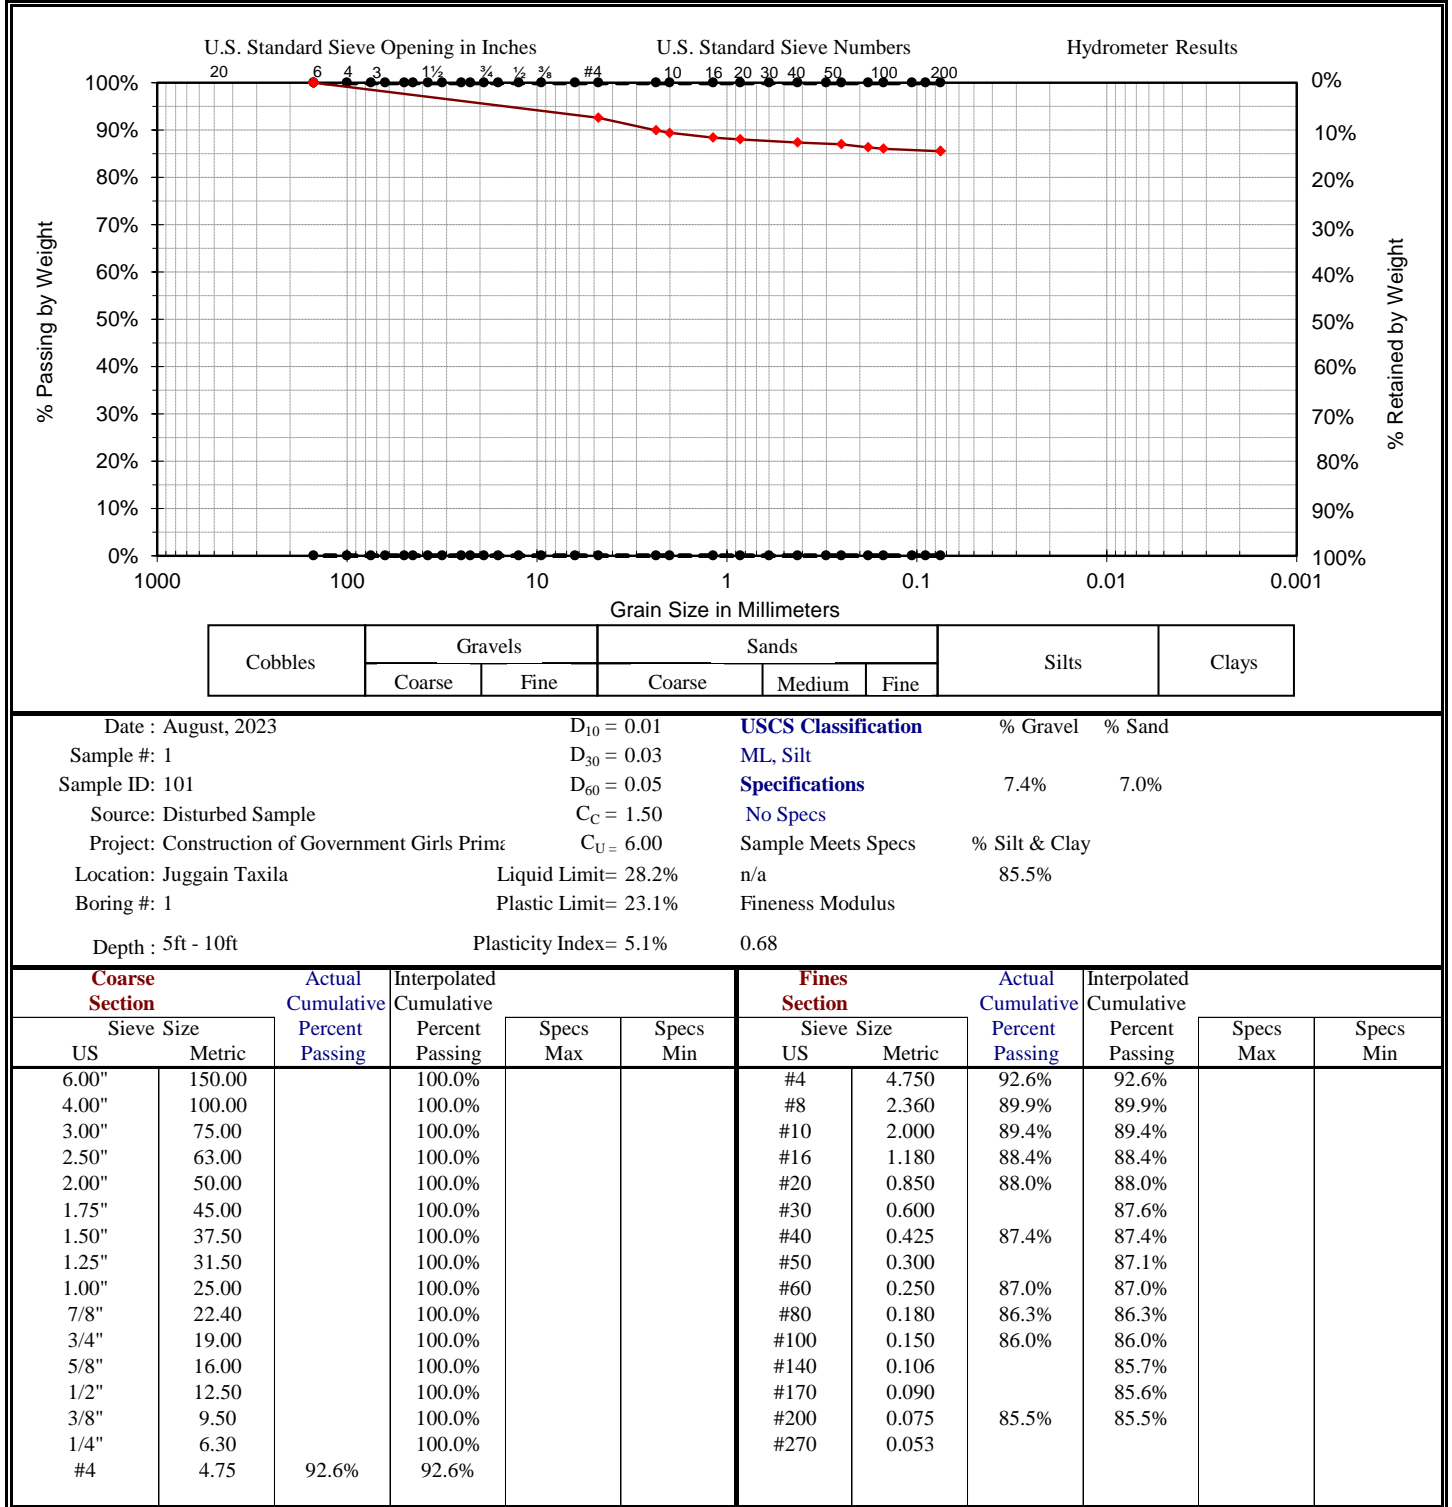 U.S. Standard Sieve Opening in Inches U.S. Standard Sieve Numbers Hydrometer Results
20 6 4 3 1½ ¾ ½ ⅜ #4 10 16 20 30 40 50 100 200
100% 0%
90% 10%
80% 20%
70% 30%
60% 40%
50% 50%
40% 60%
30% 70%
20% 80%
10% 90%
0% 100%
% Passing by Weight
% Retained by Weight
1000 100 10 1 0.1 0.01 0.001
Grain Size in Millimeters
Cobbles Gravels Sands Silts Clays
Coarse Fine Coarse Medium Fine
Date : August, 2023 D10 = 0.01 USCS Classification % Gravel % Sand
Sample #: 1 D30 = 0.03 ML, Silt
Sample ID: 101 D60 = 0.05 Specifications 7.4% 7.0%
Source: Disturbed Sample CC = 1.50 No Specs
Project: Construction of Government Girls Prima CU = 6.00 Sample Meets Specs % Silt & Clay
Location: Juggain Taxila Liquid Limit= 28.2% n/a 85.5%
Boring #: 1 Plastic Limit= 23.1% Fineness Modulus
Depth : 5ft - 10ft Plasticity Index= 5.1% 0.68
Coarse Actual Interpolated Fines Actual Interpolated
Section Cumulative Cumulative Section Cumulative Cumulative
Sieve Size Percent Percent Specs Specs Sieve Size Percent Percent Specs Specs
US Metric Passing Passing Max Min US Metric Passing Passing Max Min
6.00" 150.00 100.0% #4 4.750 92.6% 92.6%
4.00" 100.00 100.0% #8 2.360 89.9% 89.9%
3.00" 75.00 100.0% #10 2.000 89.4% 89.4%
2.50" 63.00 100.0% #16 1.180 88.4% 88.4%
2.00" 50.00 100.0% #20 0.850 88.0% 88.0%
1.75" 45.00 100.0% #30 0.600 87.6%
1.50" 37.50 100.0% #40 0.425 87.4% 87.4%
1.25" 31.50 100.0% #50 0.300 87.1%
1.00" 25.00 100.0% #60 0.250 87.0% 87.0%
7/8" 22.40 100.0% #80 0.180 86.3% 86.3%
3/4" 19.00 100.0% #100 0.150 86.0% 86.0%
5/8" 16.00 100.0% #140 0.106 85.7%
1/2" 12.50 100.0% #170 0.090 85.6%
3/8" 9.50 100.0% #200 0.075 85.5% 85.5%
1/4" 6.30 100.0% #270 0.053
#4 4.75 92.6% 92.6%